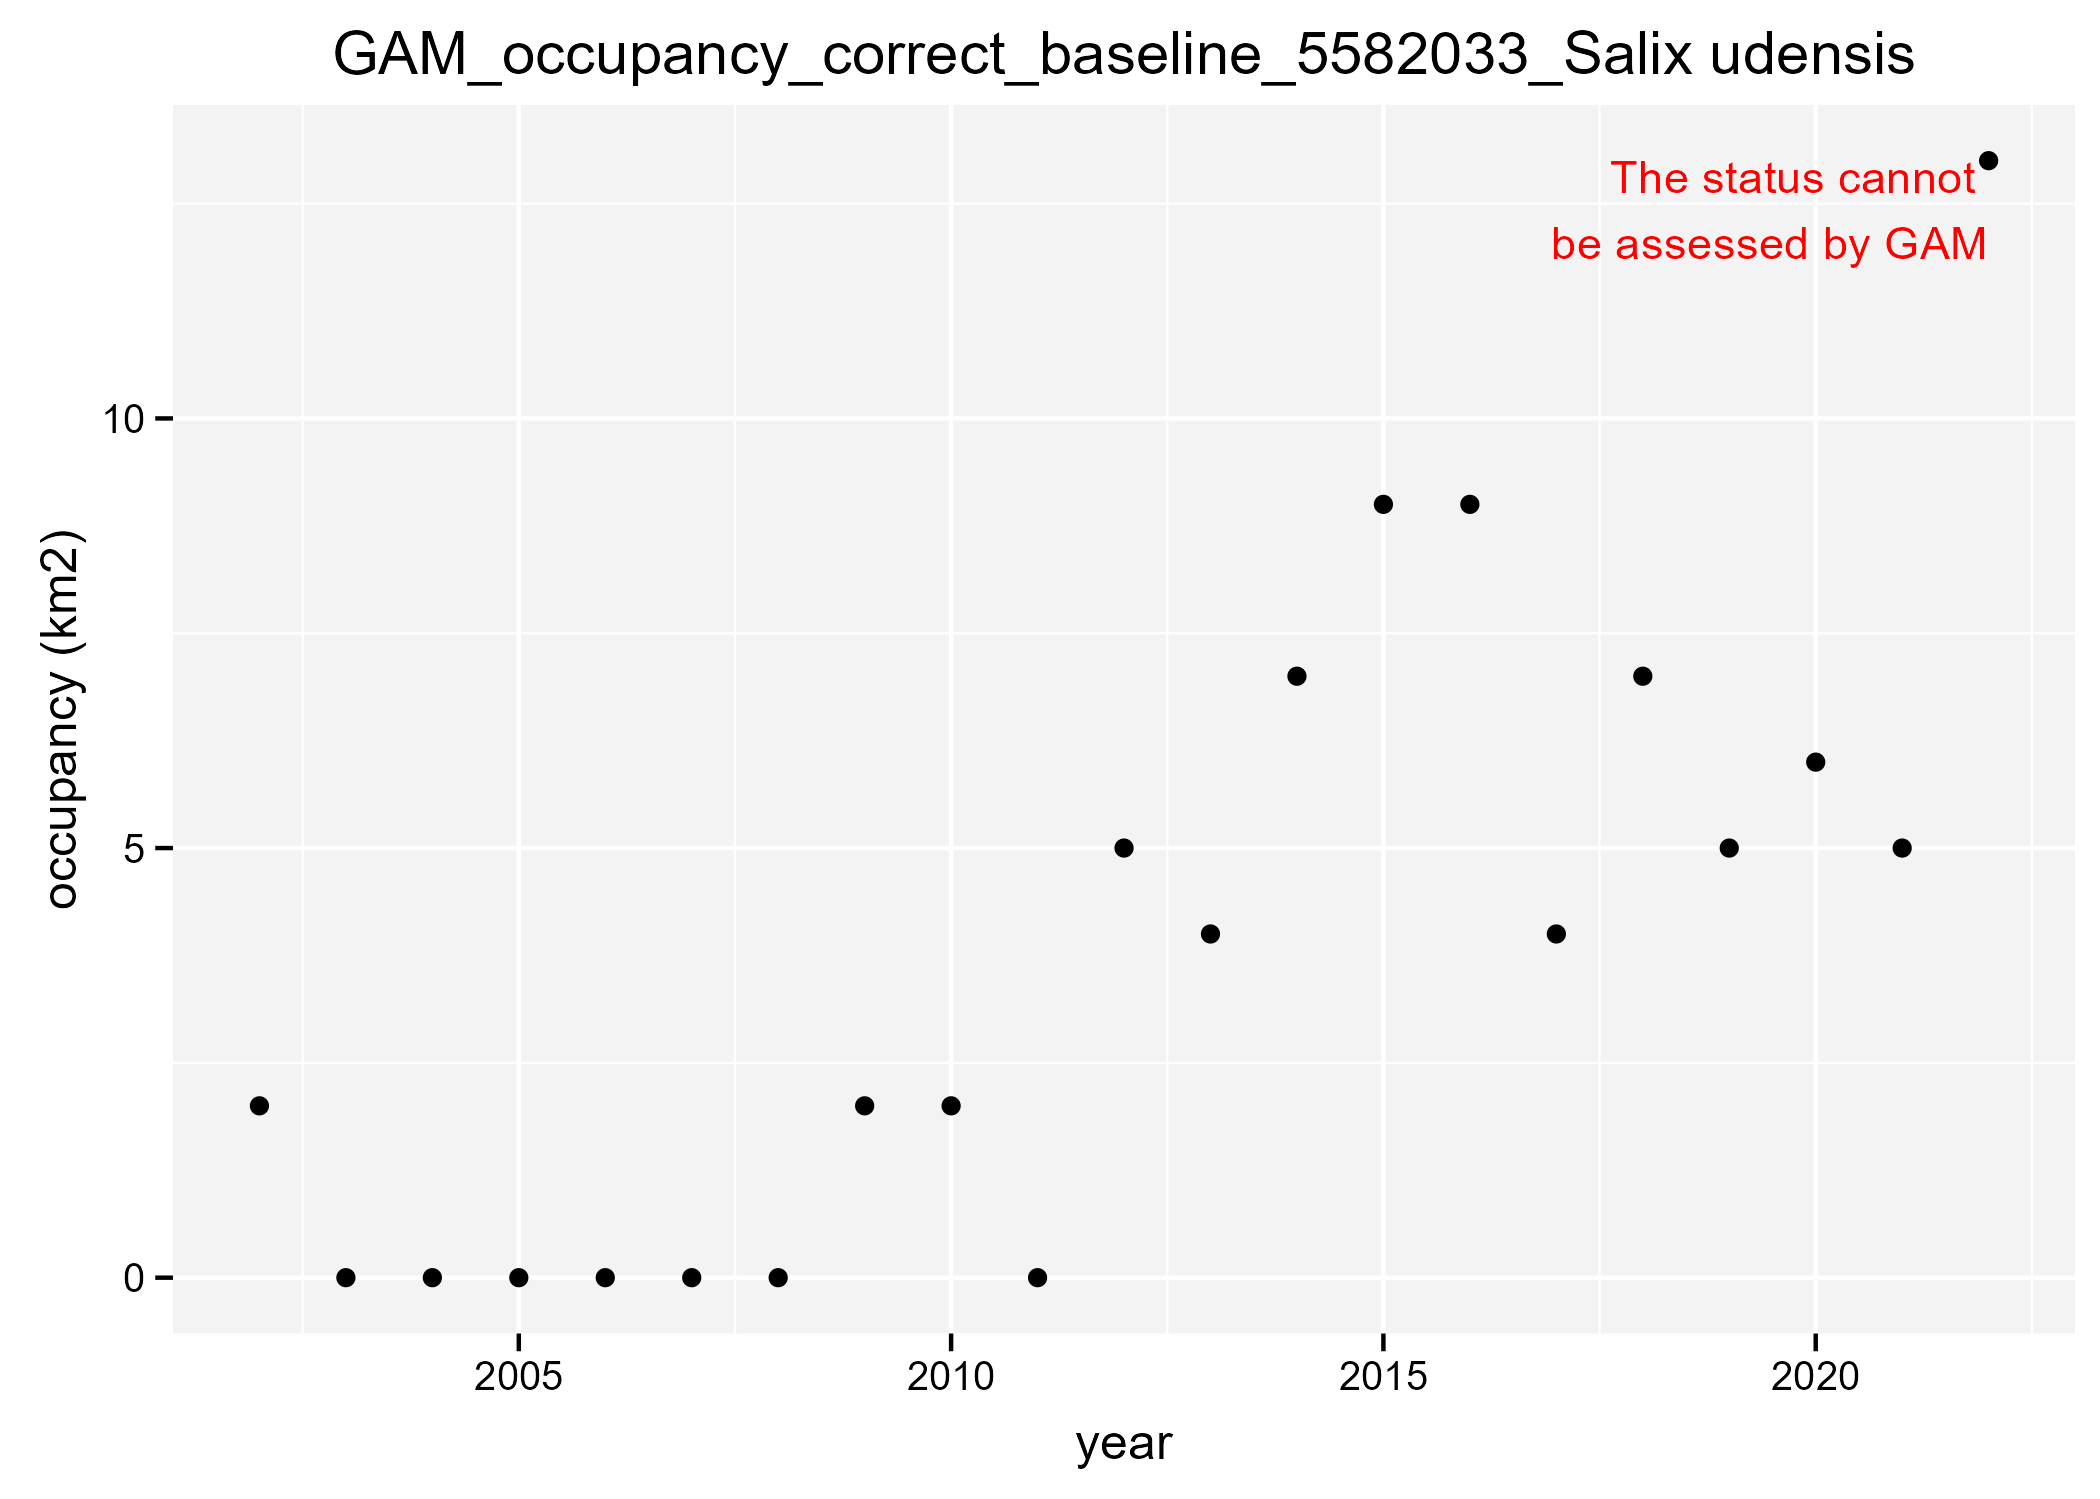 GAM_occupancy_correct_baseline_5582033_Salix udensis
The status cannot
be assessed by GAM
10
5
0
occupancy (km2)
2005
2010
2015
2020
year